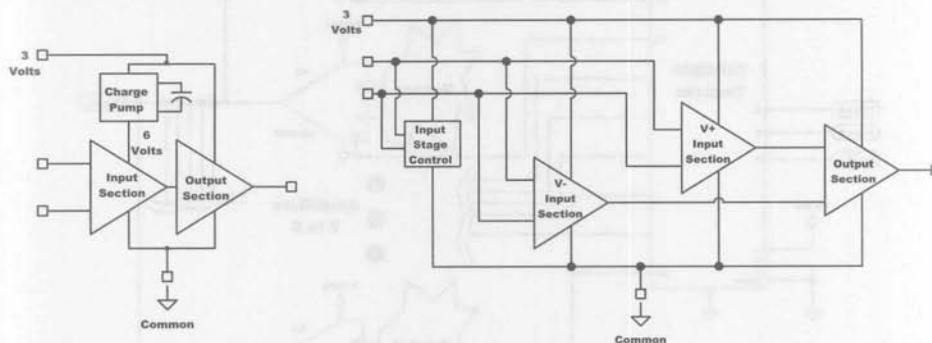 3
Volts
Charge
Pump
6
Volts
Input
Section
Output
Section
Common
3
Volts
Input
Stage
Control
V-
Input
Section
V+
Input
Section
Output
Section
Common